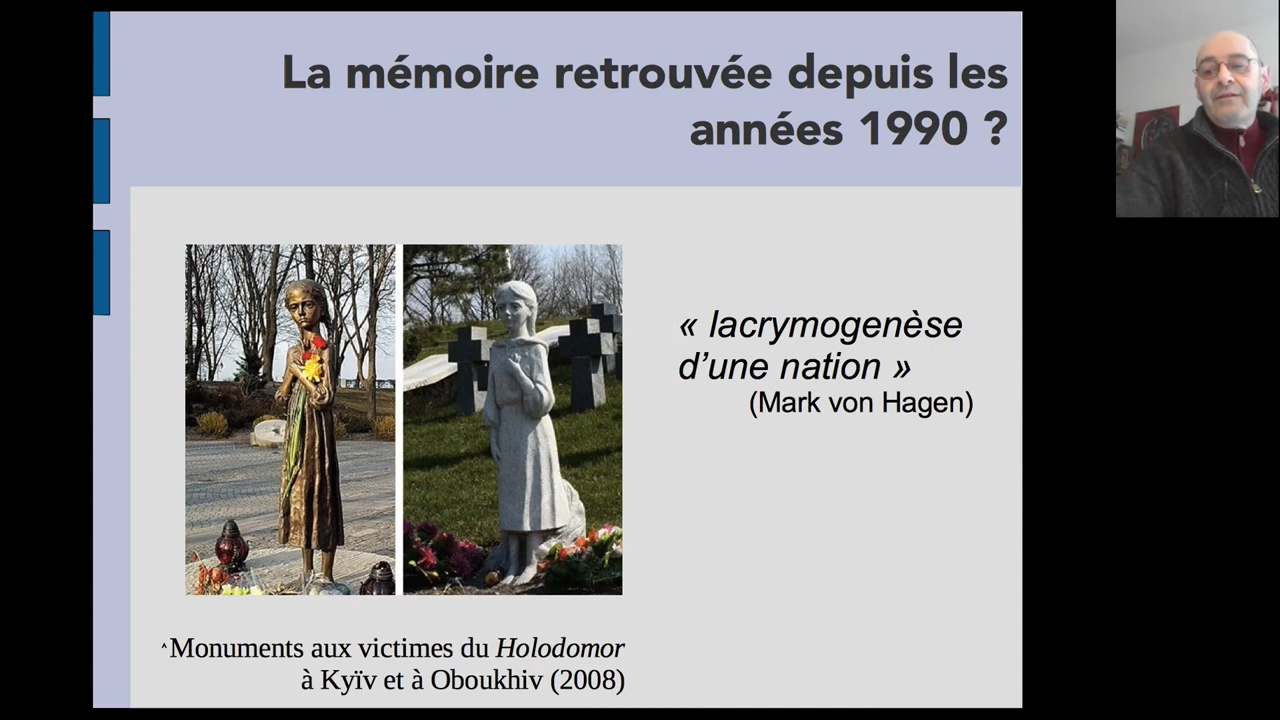 La mémoire retrouvée depuis les
années 1990 ?
« lacrymogenèse
d’une nation »
(Mark von Hagen)
^Monuments aux victimes du Holodomor
à Kyïv et à Oboukhiv (2008)